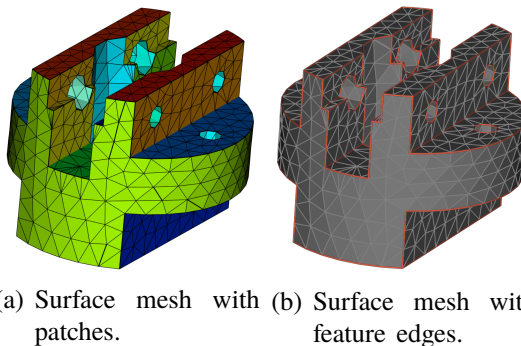 (a) Surface mesh with
patches.
(b) Surface mesh wit
feature edges.